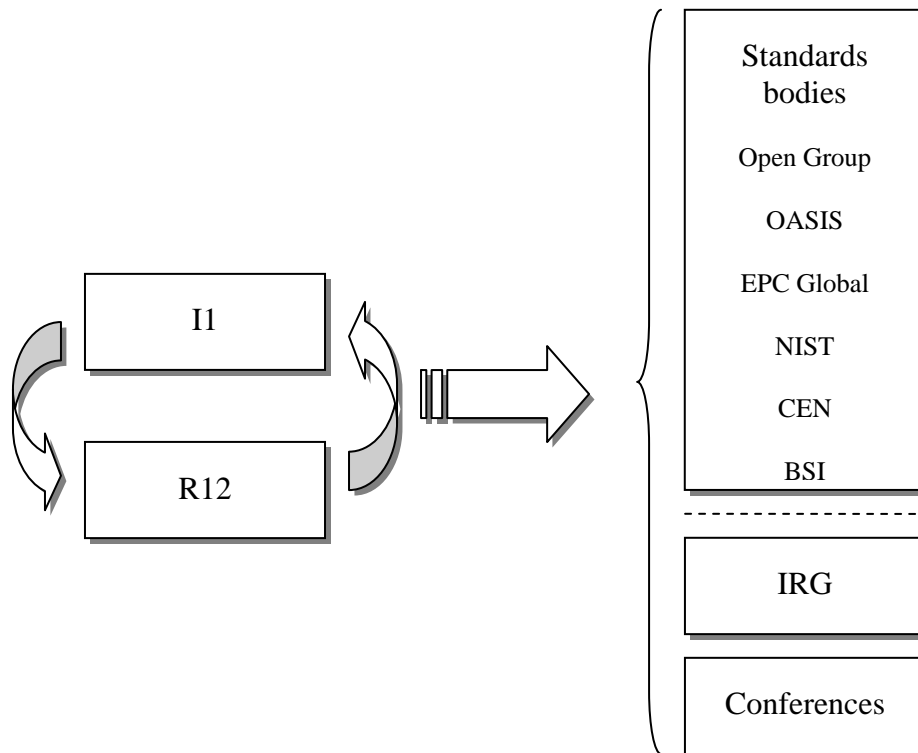 I1
R12
Standards
bodies
Open Group
OASIS
EPC Global
NIST
CEN
BSI
IRG
Conferences